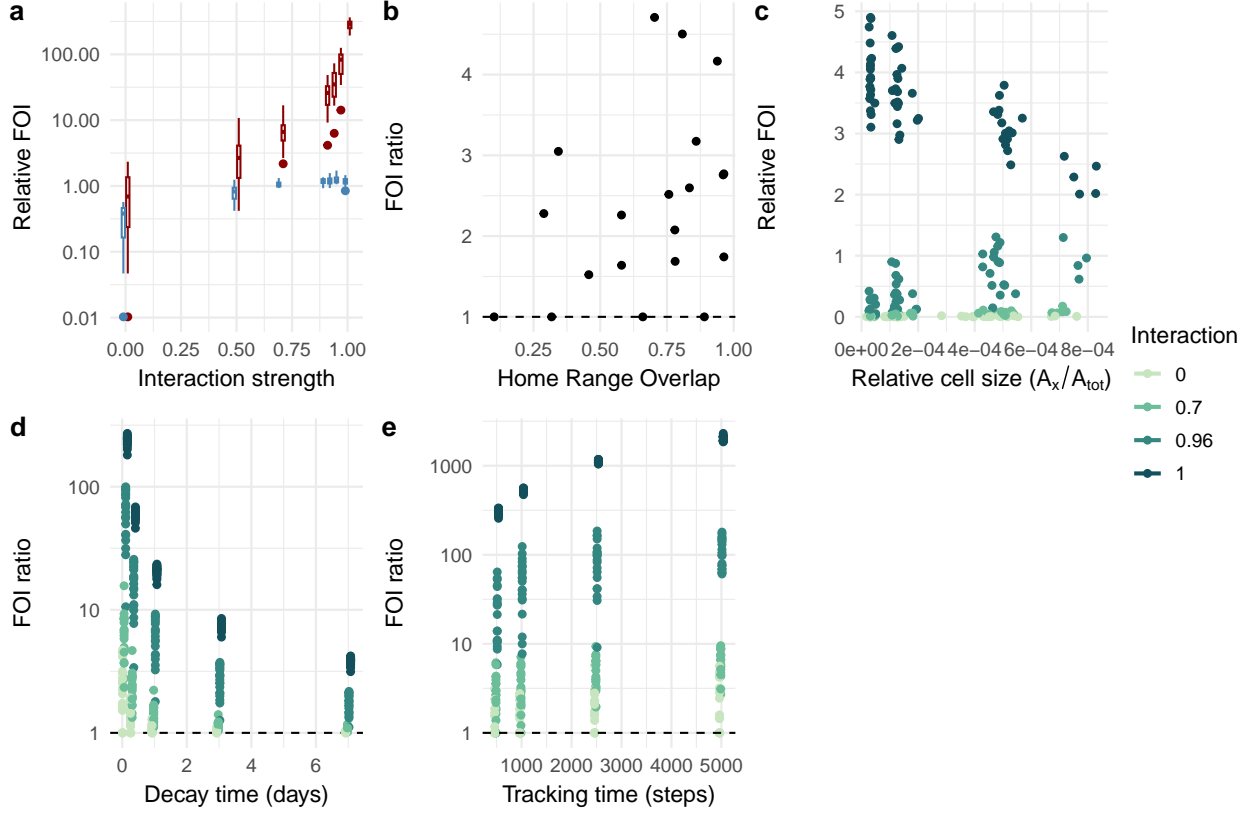 a
Relative FOI
100.00
10.00
1.00
0.10
0.01
0.00 0.25 0.50 0.75 1.00
Interaction strength
b
FOI ratio
4
3
2
1
0.25 0.50 0.75 1.00
Home Range Overlap
c
Relative FOI
5
4
3
2
1
0
0e+00 2e-04 4e-04 6e-04 8e-04
Relative cell size (A_x/A_tot)
Interaction
0
0.7
0.96
1
d
FOI ratio
100
10
1
0 2 4 6
Decay time (days)
e
FOI ratio
1000
100
10
1
1000 2000 3000 4000 5000
Tracking time (steps)